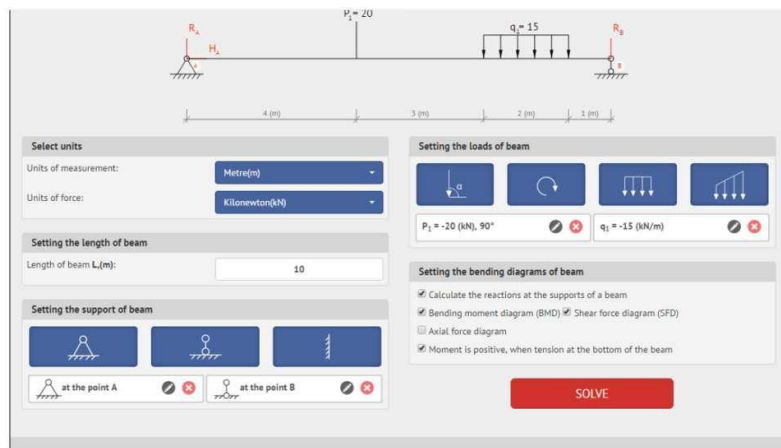 P₁= 20
R_A
H_A
A
q₁= 15
R_B
B
4 (m)
3 (m)
2 (m)
1 (m)
Select units
Units of measurement:
Metre(m)
Units of force:
Kilonewton(kN)
Setting the length of beam
Length of beam L,(m):
10
Setting the support of beam
at the point A
at the point B
Setting the loads of beam
α
P₁ = -20 (kN), 90°
q₁ = -15 (kN/m)
Setting the bending diagrams of beam
Calculate the reactions at the supports of a beam
Bending moment diagram (BMD) Shear force diagram (SFD)
Axial force diagram
Moment is positive, when tension at the bottom of the beam
SOLVE